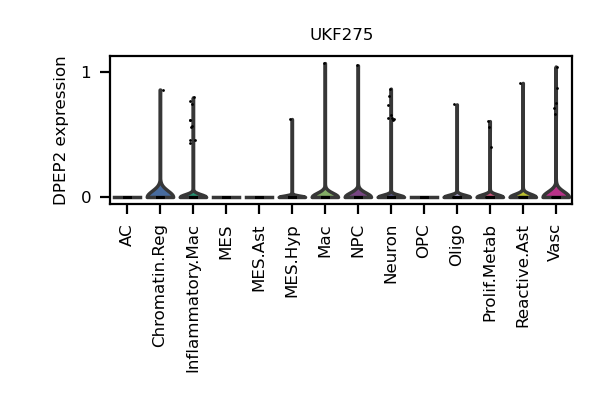 UKF275
DPEP2 expression
1
0
AC
Chromatin.Reg
Inflammatory.Mac
MES
MES.Ast
MES.Hyp
Mac
NPC
Neuron
OPC
Oligo
Prolif.Metab
Reactive.Ast
Vasc